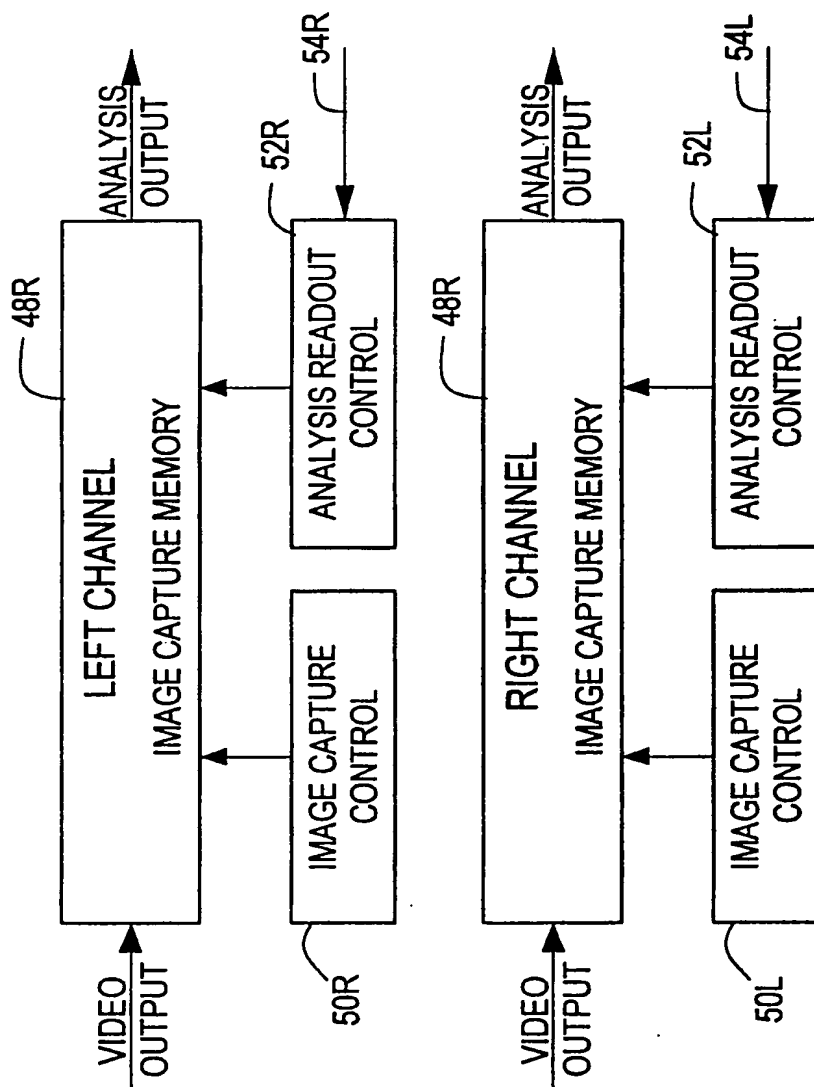 VIDEO
OUTPUT
LEFT CHANNEL
IMAGE CAPTURE MEMORY
48R
ANALYSIS
OUTPUT
50R
IMAGE CAPTURE
CONTROL
ANALYSIS READOUT
CONTROL
52R
54R
VIDEO
OUTPUT
RIGHT CHANNEL
IMAGE CAPTURE MEMORY
48R
ANALYSIS
OUTPUT
50L
IMAGE CAPTURE
CONTROL
ANALYSIS READOUT
CONTROL
52L
54L